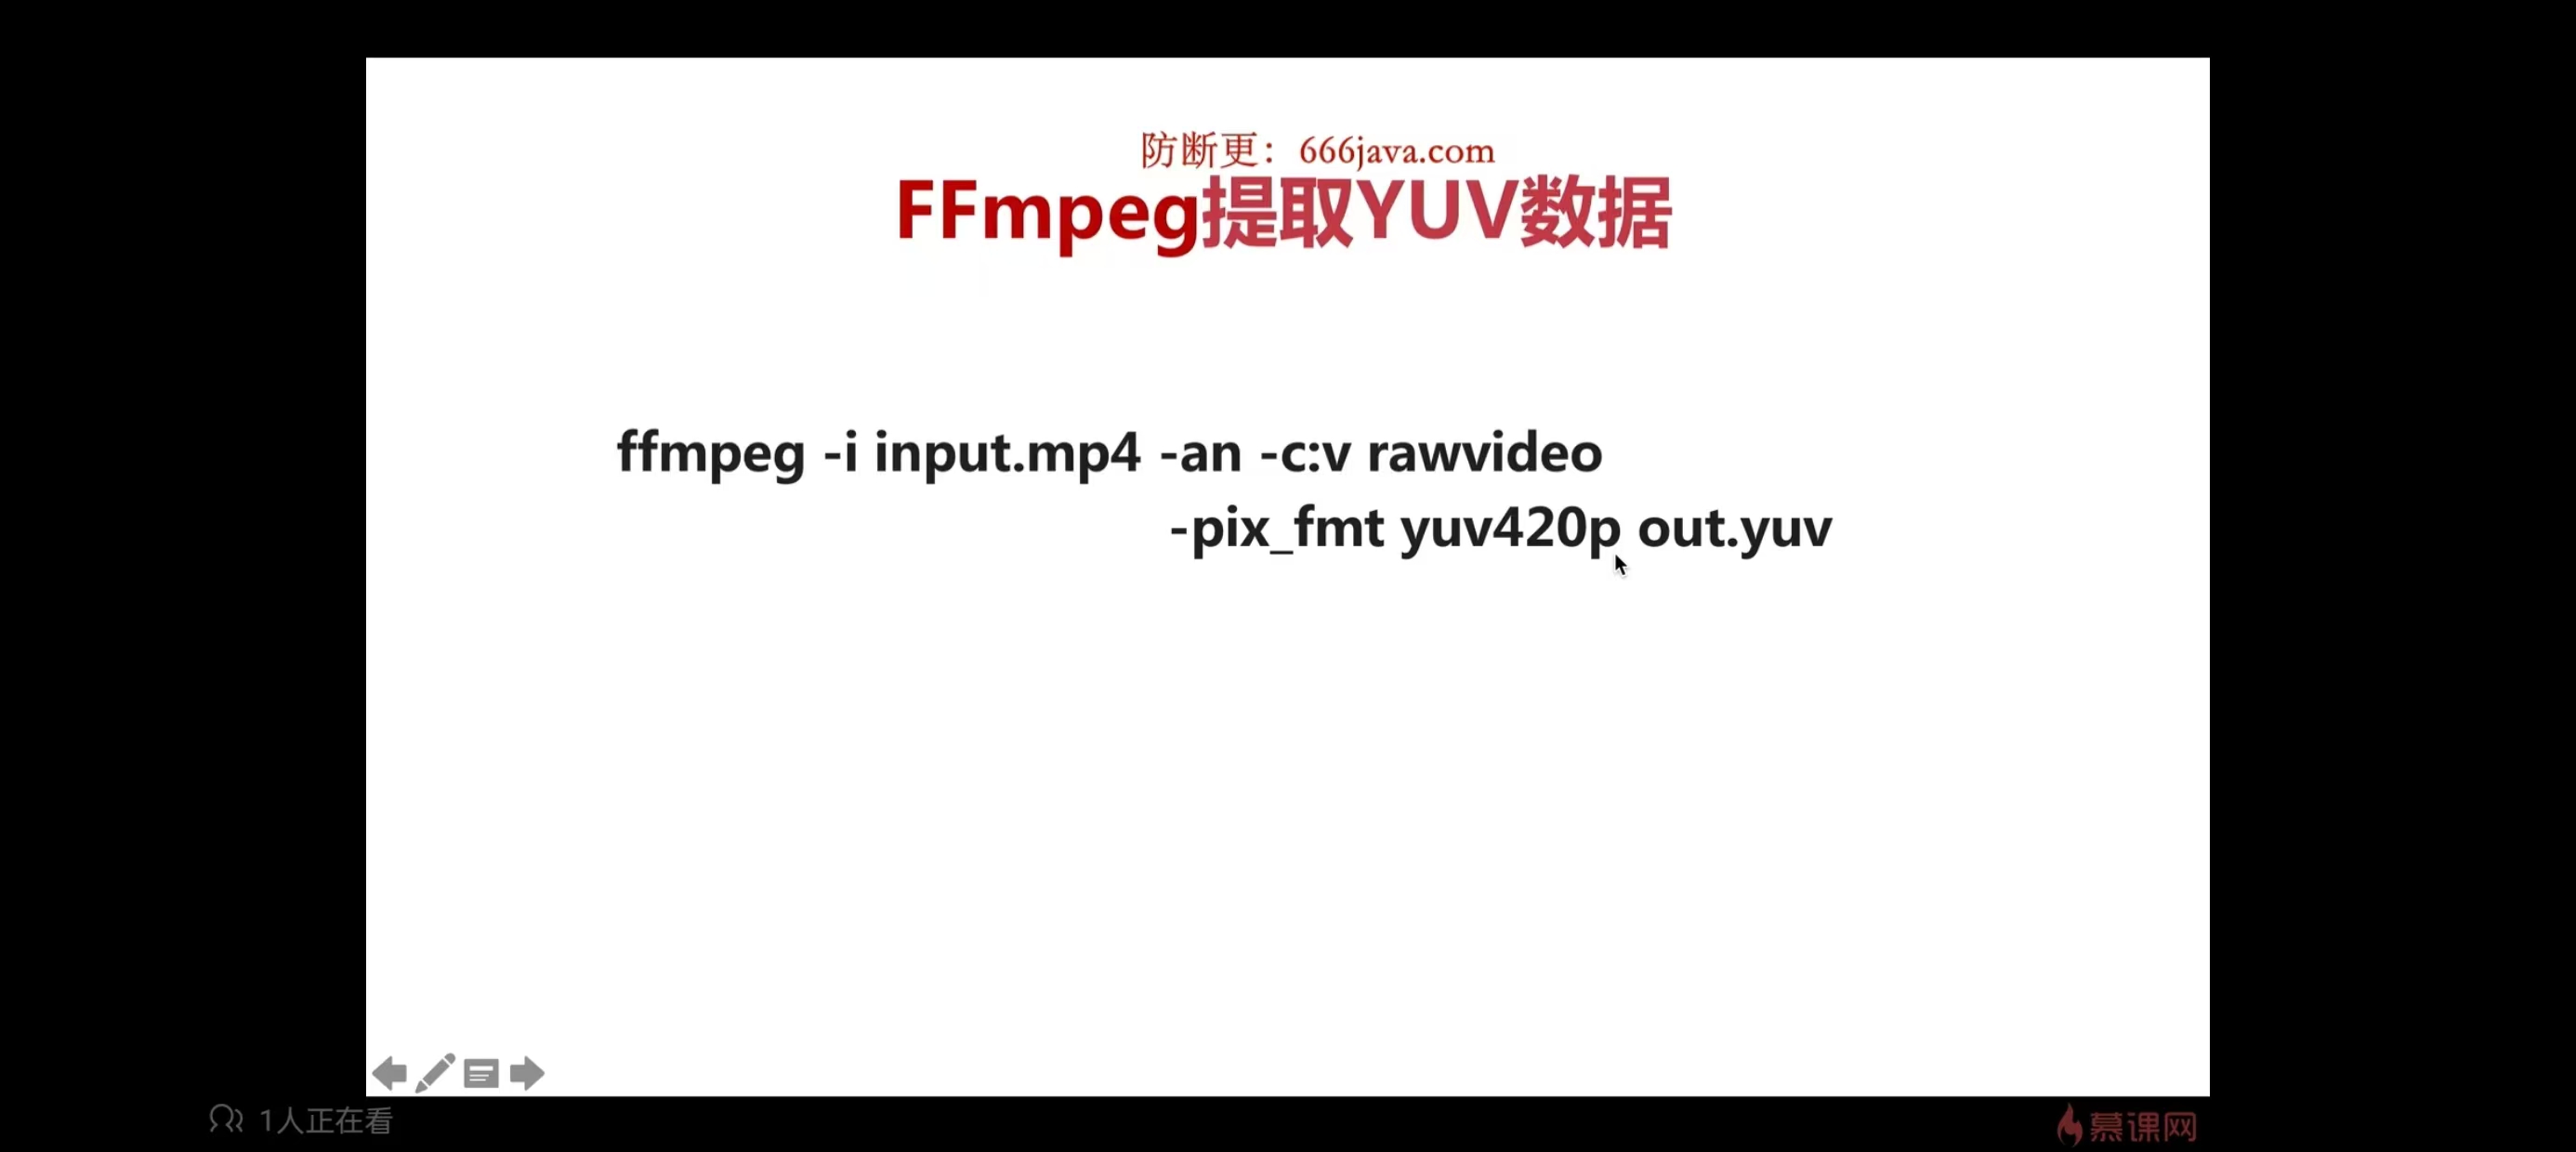 防断更：666java.com
FFmpeg提取YUV数据
ffmpeg -i input.mp4 -an -c:v rawvideo
-pix_fmt yuv420p out.yuv
1人正在看
慕课网